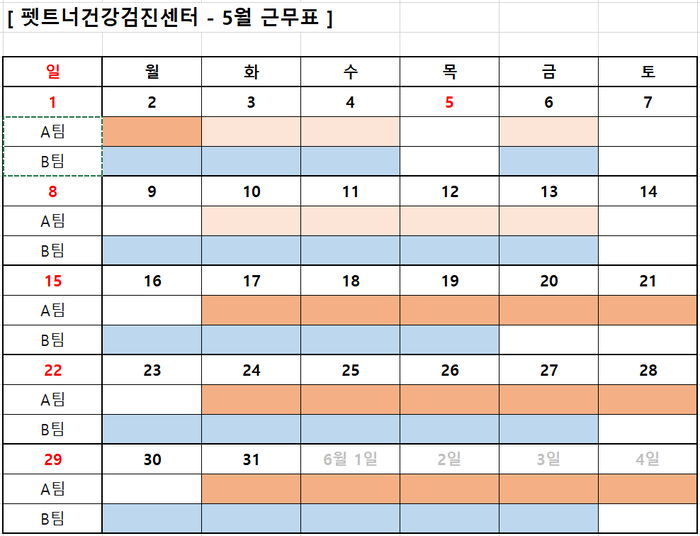 [ 펫트너건강검진센터 - 5월 근무표 ]
일 월 화 수 목 금 토
1 2 3 4 5 6 7
A팀
B팀
8 9 10 11 12 13 14
A팀
B팀
15 16 17 18 19 20 21
A팀
B팀
22 23 24 25 26 27 28
A팀
B팀
29 30 31 6월 1일 2일 3일 4일
A팀
B팀